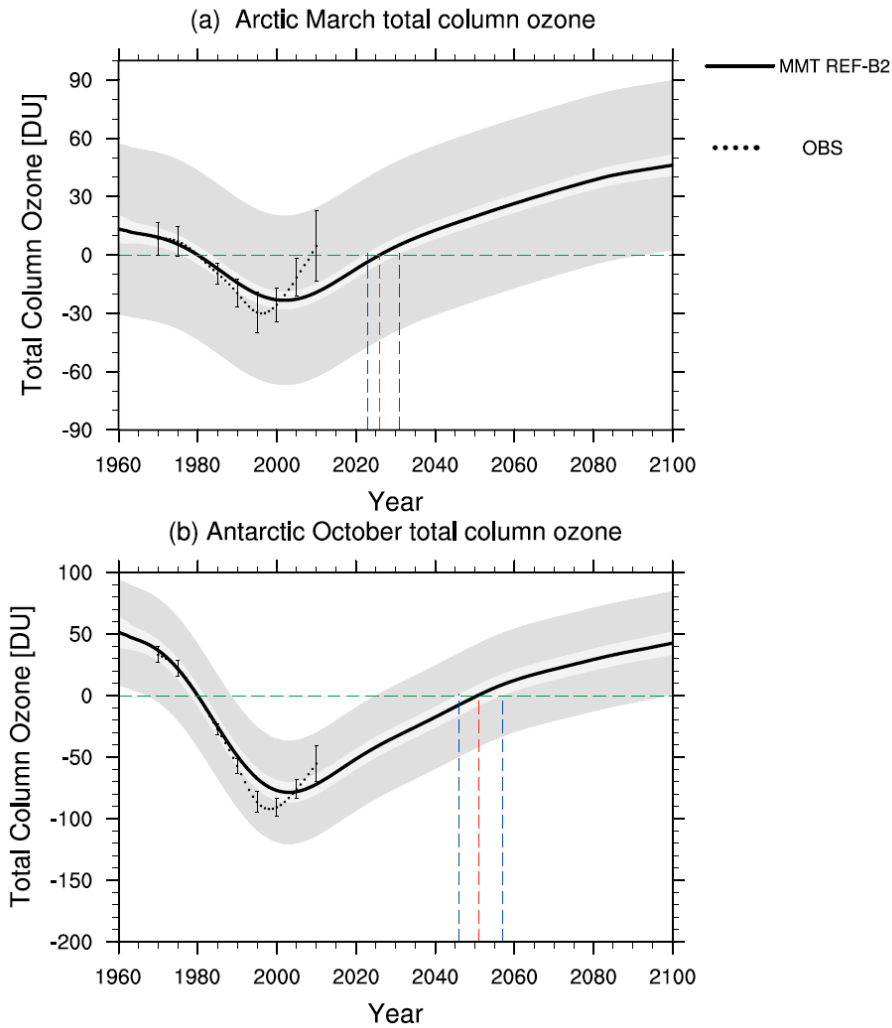 (a) Arctic March total column ozone
MMT REF-B2
OBS
Total Column Ozone [DU]
90
60
30
0
-30
-60
-90
1960 1980 2000 2020 2040 2060 2080 2100
Year
(b) Antarctic October total column ozone
Total Column Ozone [DU]
100
50
0
-50
-100
-150
-200
1960 1980 2000 2020 2040 2060 2080 2100
Year